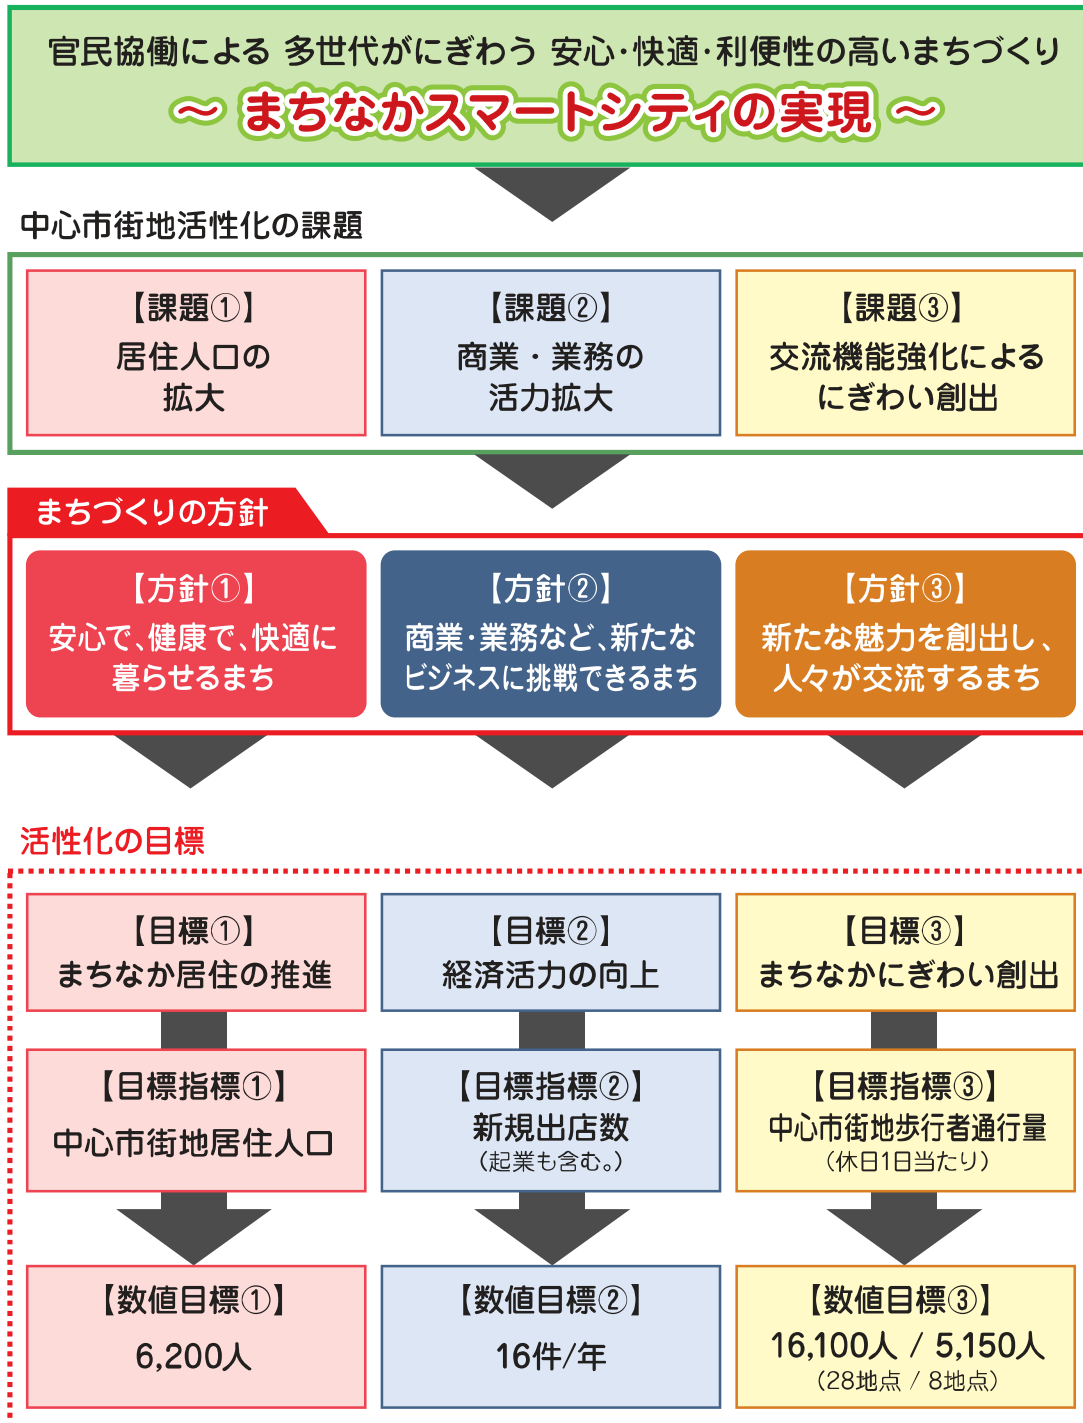 官民協働による 多世代がにぎわう 安心・快適・利便性の高いまちづくり
～ まちなかスマートシティの実現 ～
中心市街地活性化の課題
【課題①】
居住人口の
拡大
【課題②】
商業・業務の
活力拡大
【課題③】
交流機能強化による
にぎわい創出
まちづくりの方針
【方針①】
安心で、健康で、快適に
暮らせるまち
【方針②】
商業・業務など、新たな
ビジネスに挑戦できるまち
【方針③】
新たな魅力を創出し、
人々が交流するまち
活性化の目標
【目標①】
まちなか居住の推進
【目標②】
経済活力の向上
【目標③】
まちなかにぎわい創出
【目標指標①】
中心市街地居住人口
【目標指標②】
新規出店数
（起業も含む。）
【目標指標③】
中心市街地歩行者通行量
（休日1日当たり）
【数値目標①】
6,200人
【数値目標②】
16件/年
【数値目標③】
16,100人 / 5,150人
（28地点 / 8地点）